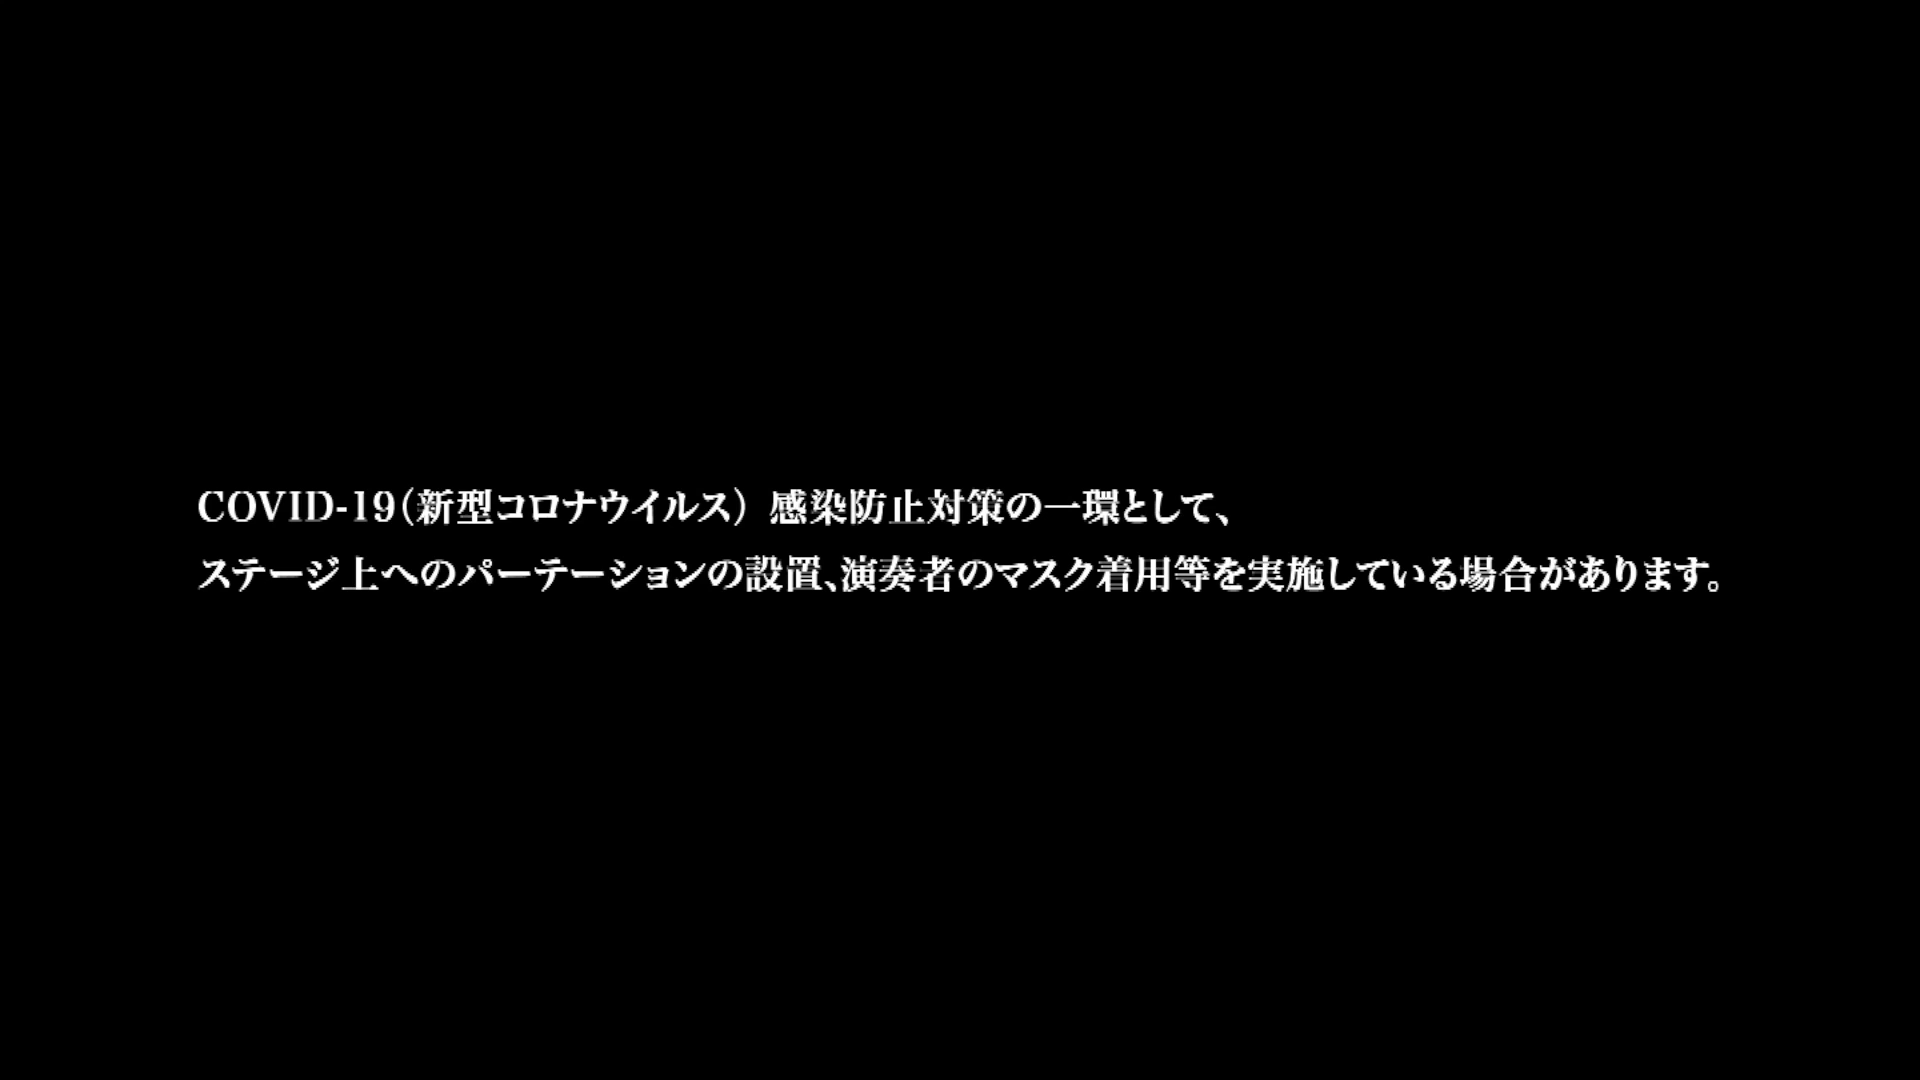 COVID-19（新型コロナウイルス） 感染防止対策の一環として、
ステージ上へのパーテーションの設置、演奏者のマスク着用等を実施している場合があります。